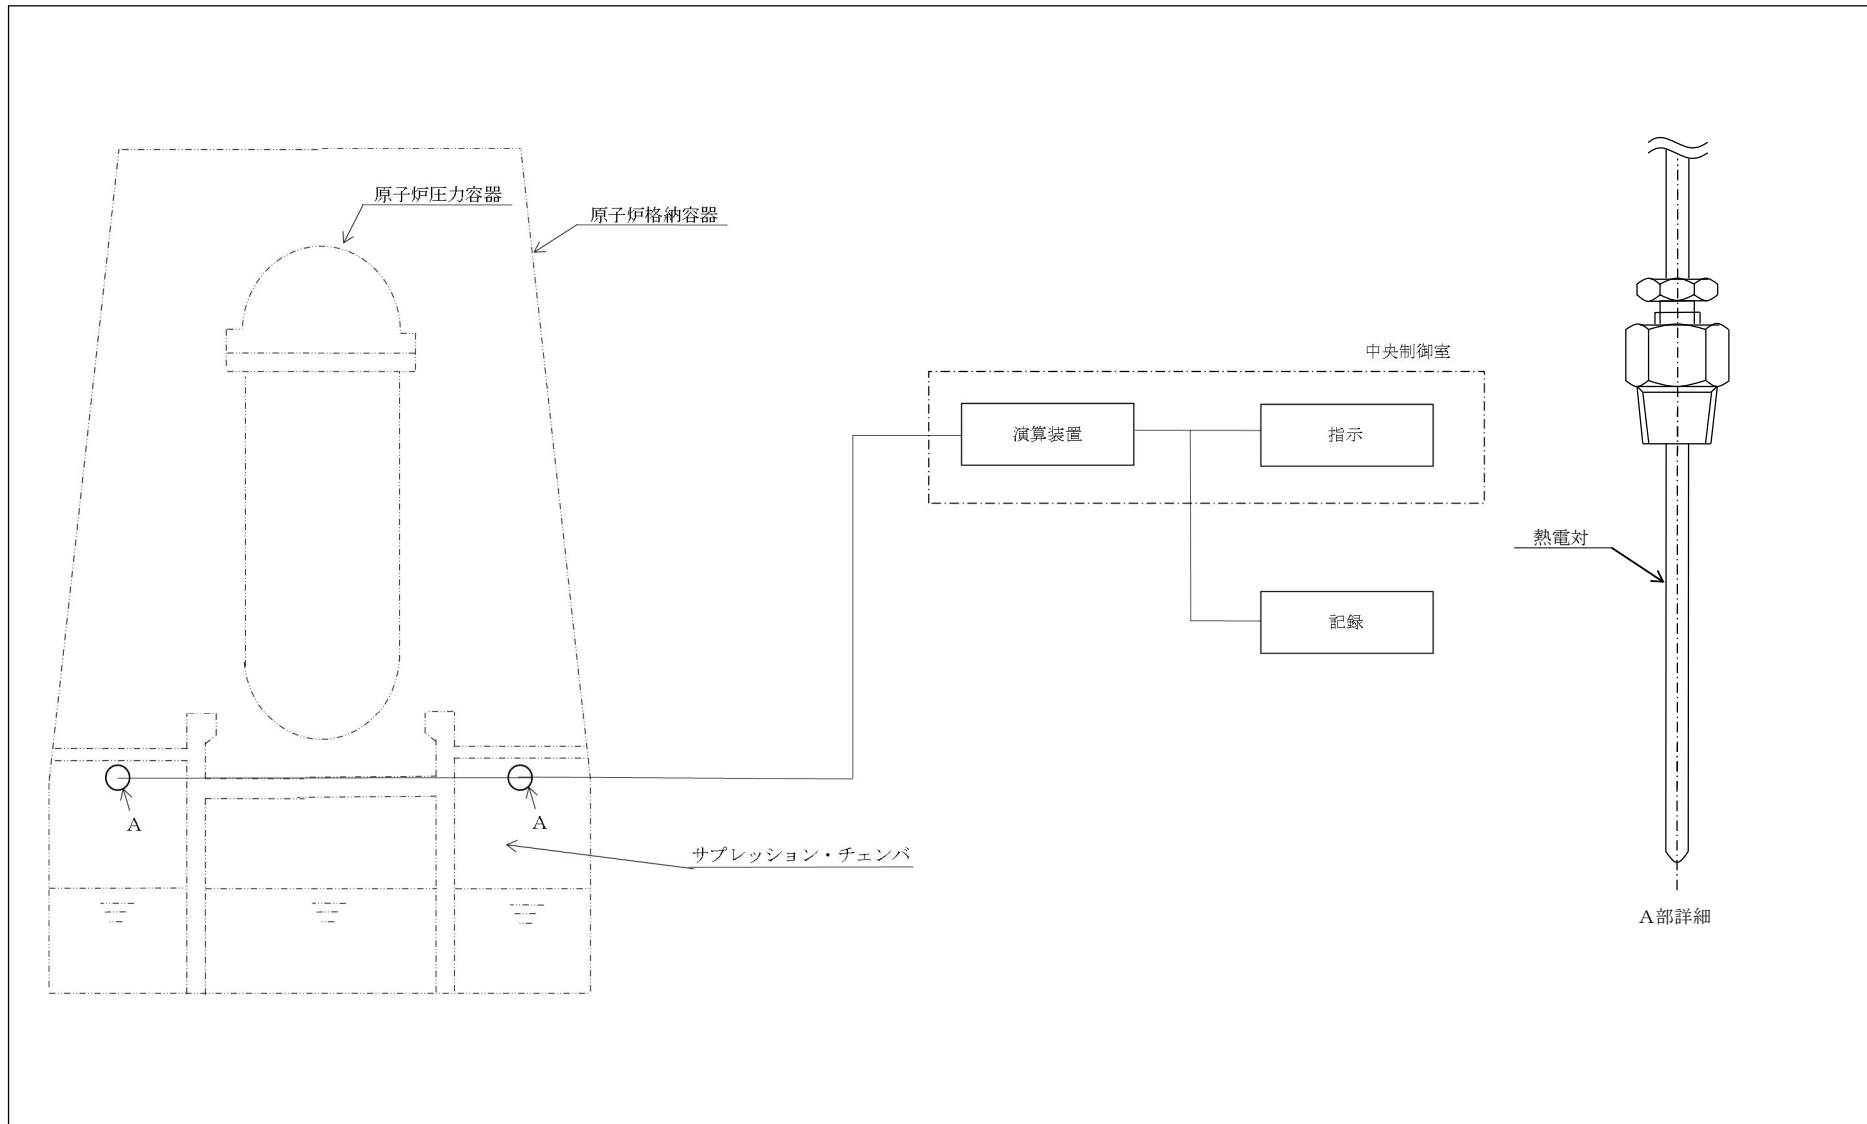 原子炉圧力容器
原子炉格納容器
中央制御室
演算装置
指示
熱電対
記録
A
A
サプレッション・チェンバ
A部詳細